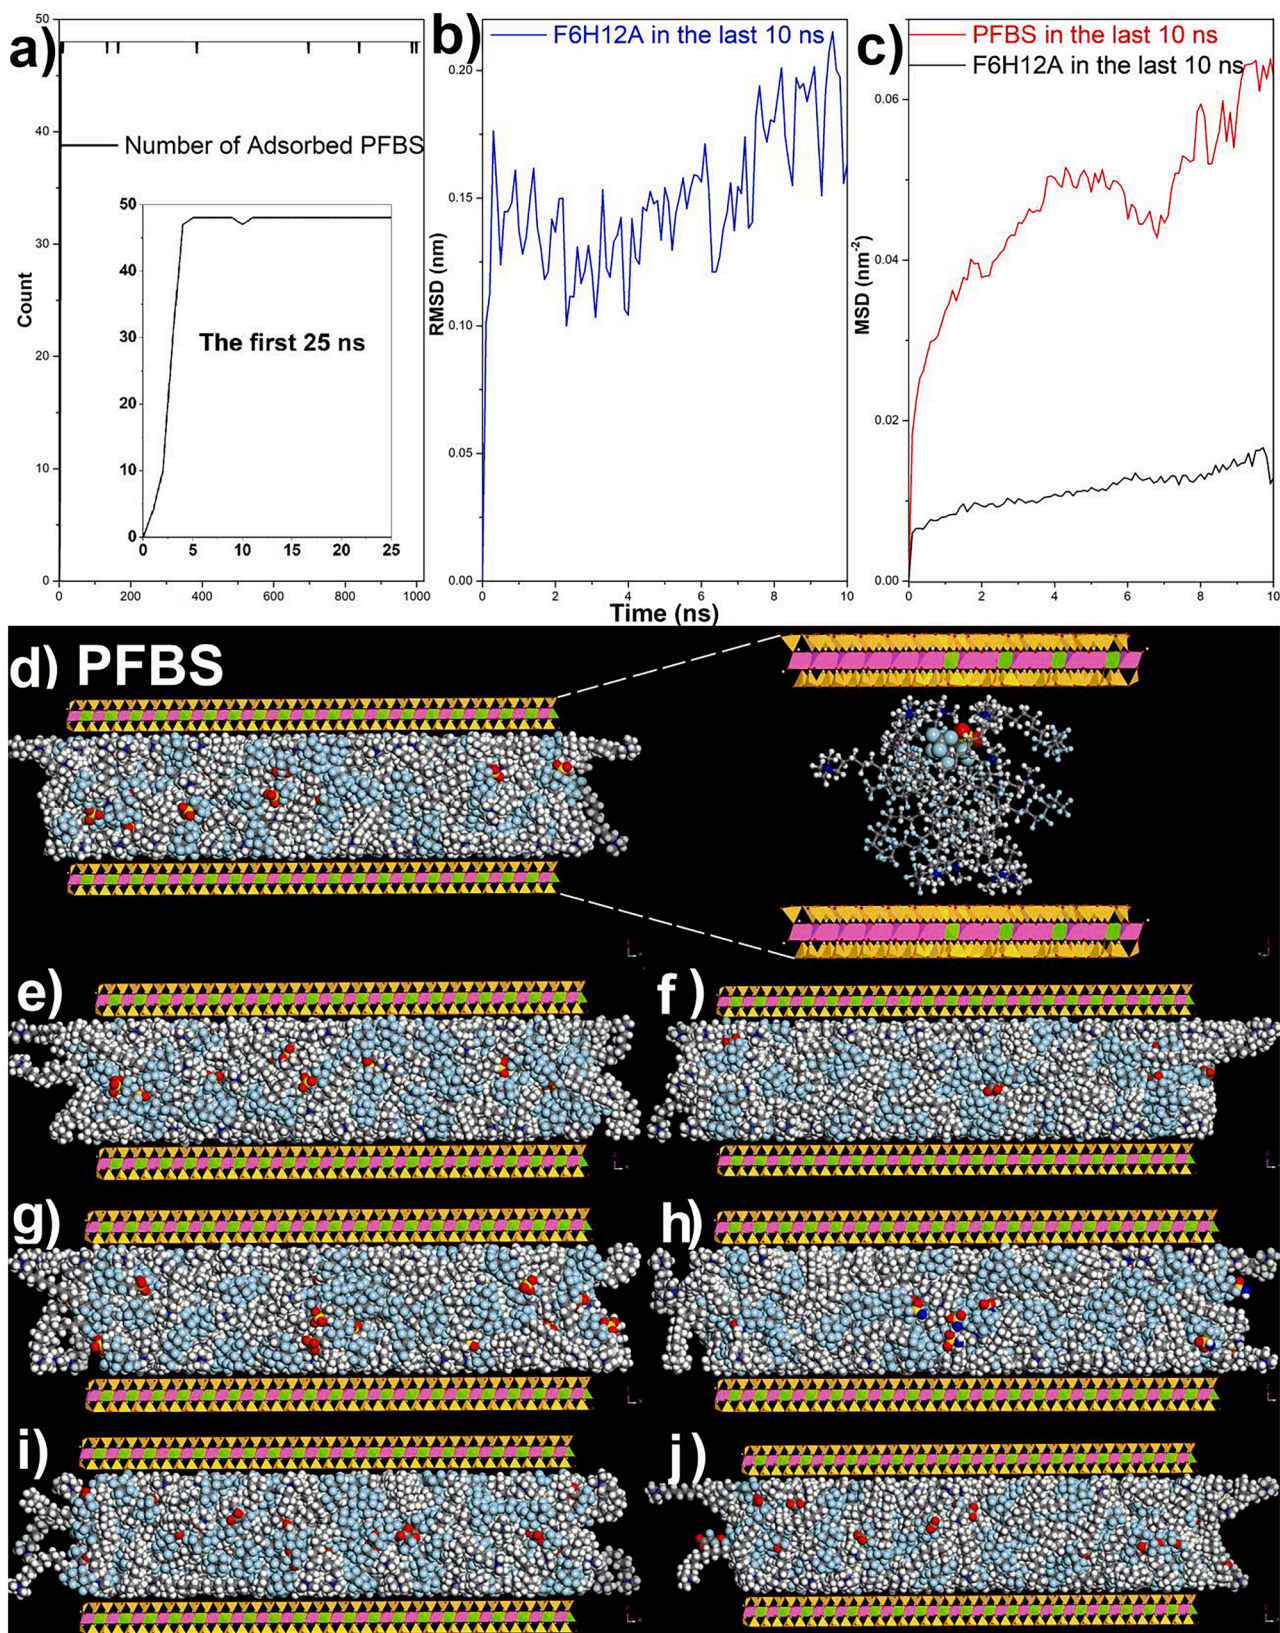 a)
50
40
30
20
10
0
Count
Number of Adsorbed PFBS
50
40
30
20
10
0
The first 25 ns
0 5 10 15 20 25
0 200 400 600 800 1000
b)
F6H12A in the last 10 ns
0.20
0.15
0.10
0.05
0.00
RMSD (nm)
0 2 4 6 8 10
Time (ns)
c)
PFBS in the last 10 ns
F6H12A in the last 10 ns
0.06
0.04
0.02
0.00
MSD (nm-2)
0 2 4 6 8 10
d) PFBS
e)
f)
g)
h)
i)
j)